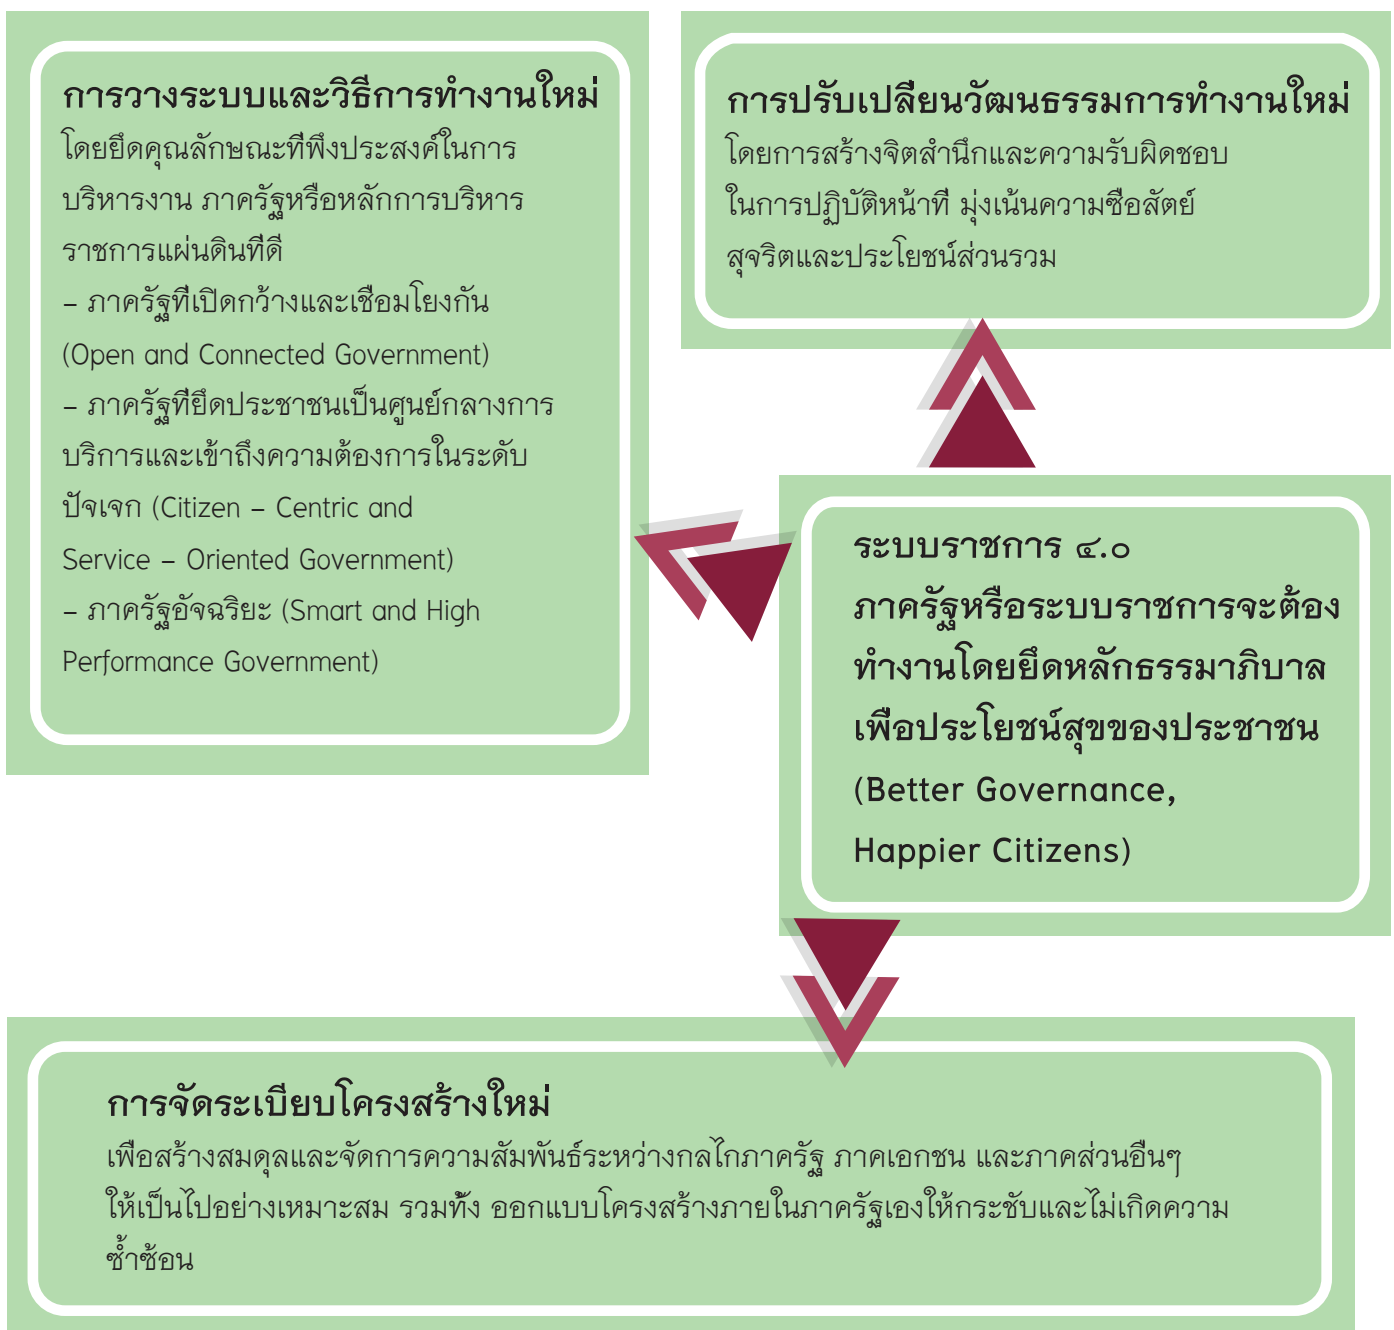 การวางระบบและวิธีการทำงานใหม่
โดยยึดคุณลักษณะที่พึงประสงค์ในการ
บริหารงาน ภาครัฐหรือหลักการบริหาร
ราชการแผ่นดินที่ดี
– ภาครัฐที่เปิดกว้างและเชื่อมโยงกัน
(Open and Connected Government)
– ภาครัฐที่ยึดประชาชนเป็นศูนย์กลางการ
บริการและเข้าถึงความต้องการในระดับ
ปัจเจก (Citizen – Centric and
Service – Oriented Government)
– ภาครัฐอัจฉริยะ (Smart and High
Performance Government)
การปรับเปลี่ยนวัฒนธรรมการทำงานใหม่
โดยการสร้างจิตสำนึกและความรับผิดชอบ
ในการปฏิบัติหน้าที่ มุ่งเน้นความซื่อสัตย์
สุจริตและประโยชน์ส่วนรวม
ระบบราชการ ๔.๐
ภาครัฐหรือระบบราชการจะต้อง
ทำงานโดยยึดหลักธรรมาภิบาล
เพื่อประโยชน์สุขของประชาชน
(Better Governance,
Happier Citizens)
การจัดระเบียบโครงสร้างใหม่
เพื่อสร้างสมดุลและจัดการความสัมพันธ์ระหว่างกลไกภาครัฐ ภาคเอกชน และภาคส่วนอื่นๆ
ให้เป็นไปอย่างเหมาะสม รวมทั้ง ออกแบบโครงสร้างภายในภาครัฐเองให้กระชับและไม่เกิดความ
ซ้ำซ้อน